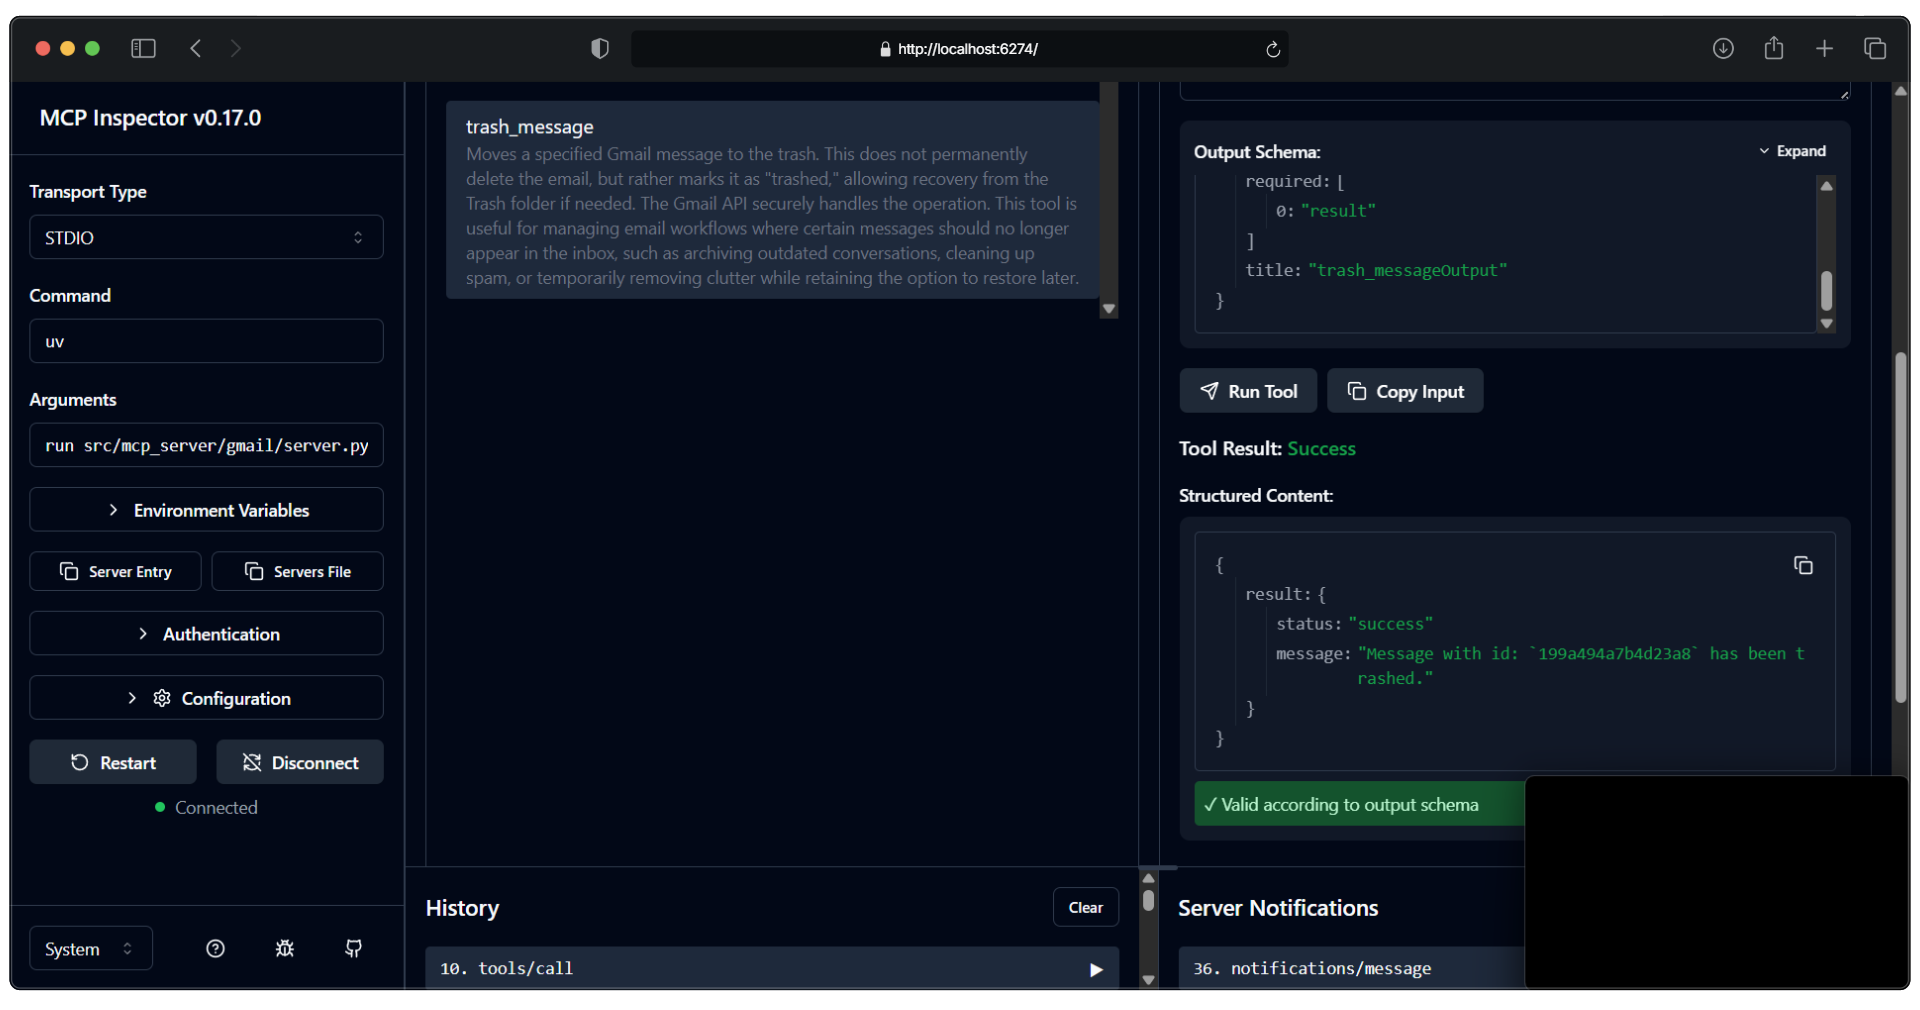 http://localhost:6274/
MCP Inspector v0.17.0
Transport Type
STDIO
Command
uv
Arguments
run src/mcp_server/gmail/server.py
Environment Variables
Server Entry
Servers File
Authentication
Configuration
Restart
Disconnect
Connected
System
trash_message
Moves a specified Gmail message to the trash. This does not permanently
delete the email, but rather marks it as "trashed," allowing recovery from the
Trash folder if needed. The Gmail API securely handles the operation. This tool is
useful for managing email workflows where certain messages should no longer
appear in the inbox, such as archiving outdated conversations, cleaning up
spam, or temporarily removing clutter while retaining the option to restore later.
Output Schema:
Expand
required: [
0: "result"
]
title: "trash_messageOutput"
}
Run Tool
Copy Input
Tool Result: Success
Structured Content:
{
result: {
status: "success"
message: "Message with id: `199a494a7b4d23a8` has been t
rashed."
}
}
✓ Valid according to output schema
History
Clear
10. tools/call
Server Notifications
36. notifications/message